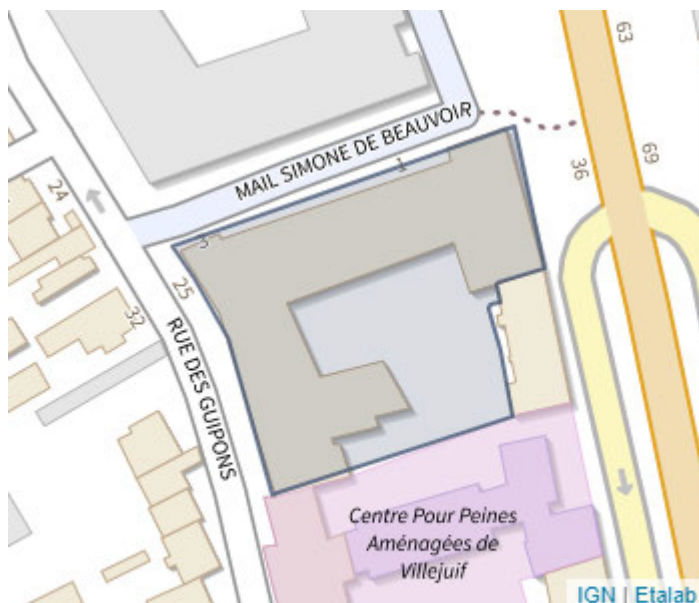 63
MAIL SIMONE DE BEAUVOIR
1
36
69
24
3
25
32
RUE DES GUIPONS
Centre Pour Peines
Aménagées de
Villejuif
IGN | Etalab